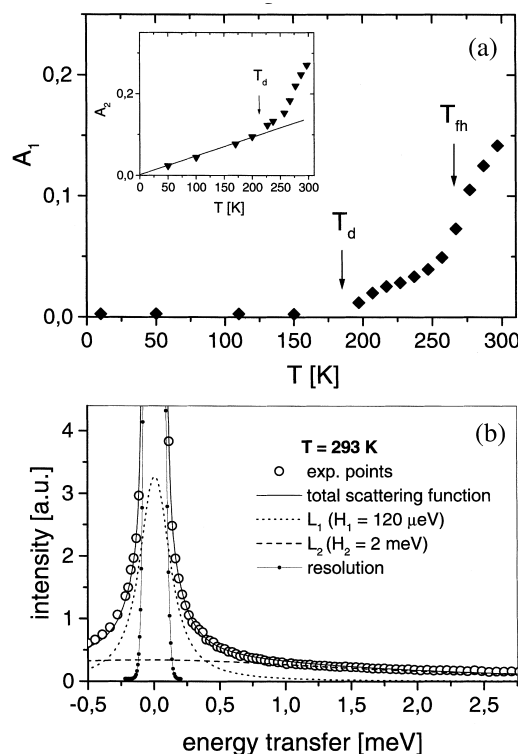 (a)
0,2
0,1
0,0
A₁
0 50 100 150 200 250 300
T [K]
T_d
T_fh
0,2
0,1
0,0
A₂
0 50 100 150 200 250 300
T [K]
T_d
(b)
4
3
2
1
0
intensity [a.u.]
T = 293 K
exp. points
total scattering function
L₁ (H₁ = 120 µeV)
L₂ (H₂ = 2 meV)
resolution
-0,5 0,0 0,5 1,0 1,5 2,0 2,5
energy transfer [meV]